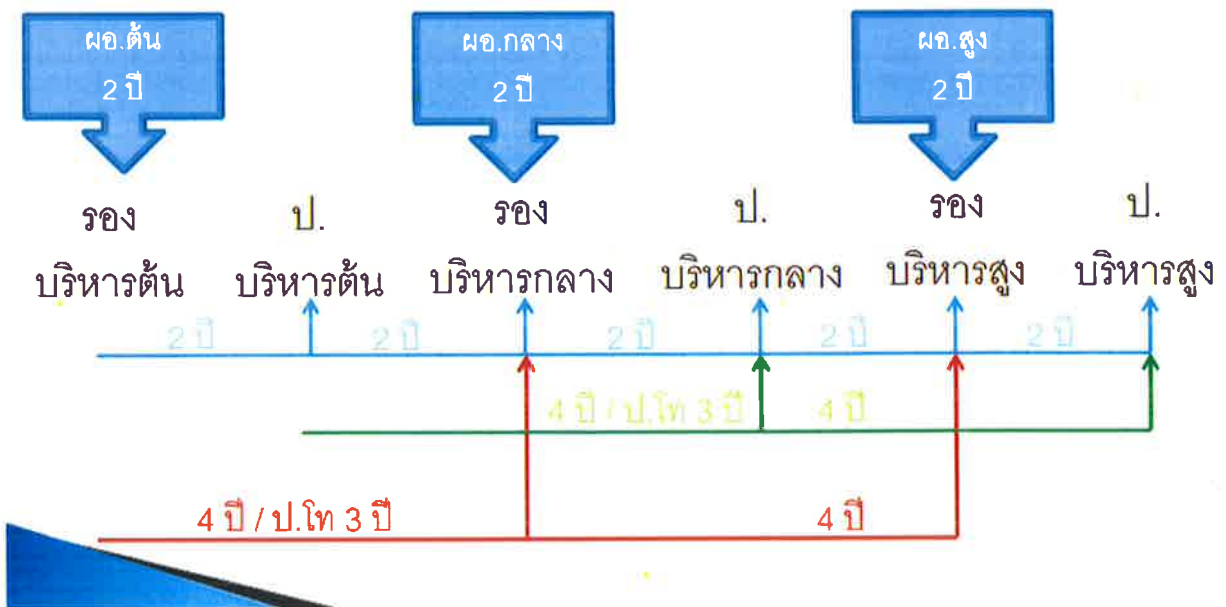 ผอ.ต้น
2 ปี
ผอ.กลาง
2 ปี
ผอ.สูง
2 ปี
รอง
บริหารต้น
ป.
บริหารต้น
รอง
บริหารกลาง
ป.
บริหารกลาง
รอง
บริหารสูง
ป.
บริหารสูง
2 ปี 2 ปี 2 ปี 2 ปี 2 ปี
4 ปี / ป.โท 3 ปี 4 ปี
4 ปี / ป.โท 3 ปี 4 ปี